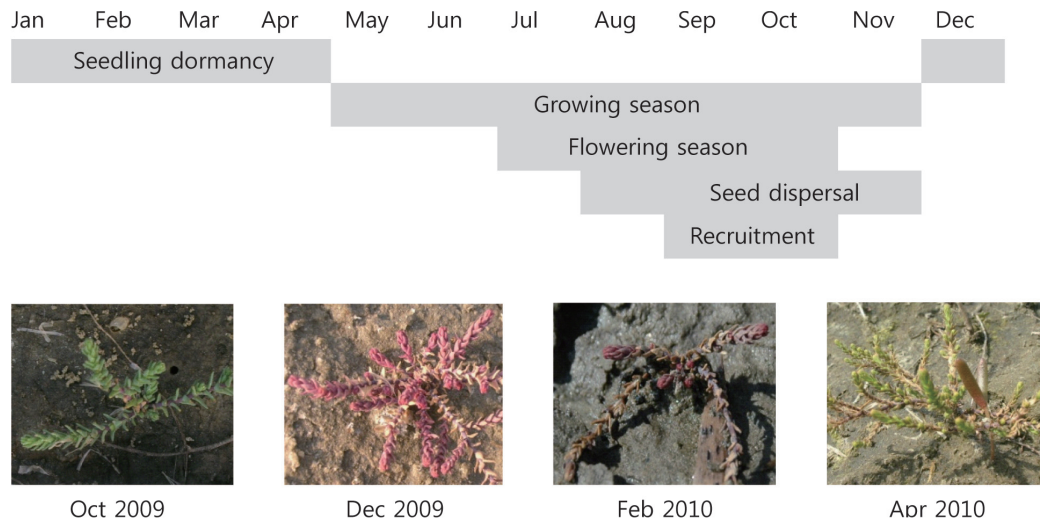 Jan Feb Mar Apr May Jun Jul Aug Sep Oct Nov Dec
Seedling dormancy
Growing season
Flowering season
Seed dispersal
Recruitment
Oct 2009 Dec 2009 Feb 2010 Apr 2010